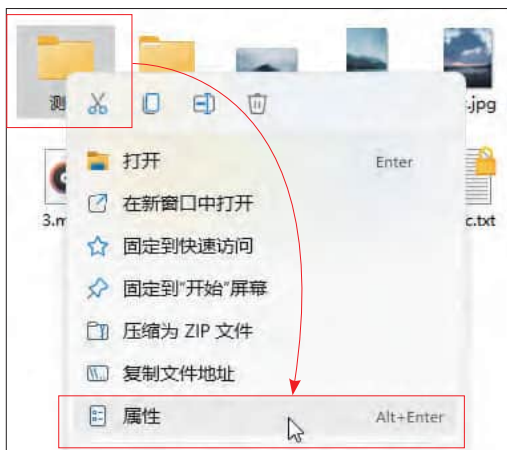 测
.jpg
打开 Enter
在新窗口中打开
3.m
c.txt
固定到快速访问
固定到"开始"屏幕
压缩为 ZIP 文件
复制文件地址
属性 Alt+Enter